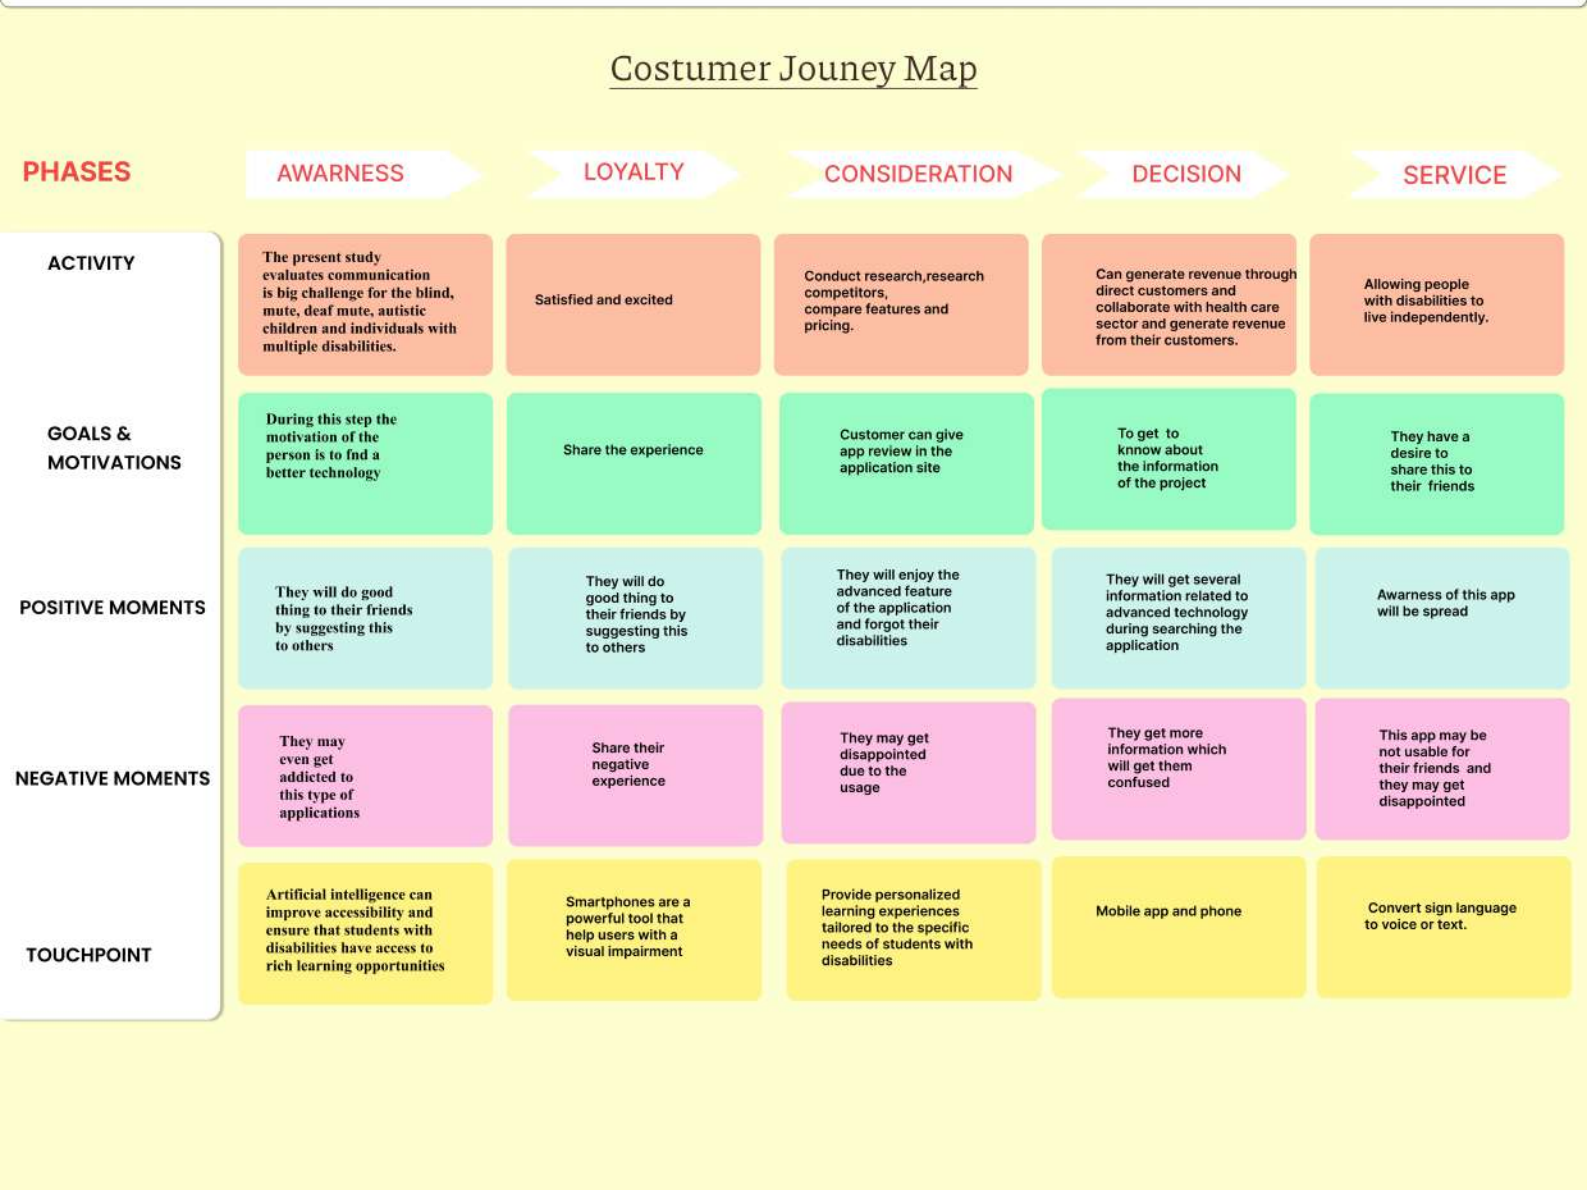 Costumer Jouney Map
PHASES
AWARNESS
LOYALTY
CONSIDERATION
DECISION
SERVICE
ACTIVITY
The present study
evaluates communication
is big challenge for the blind,
mute, deaf mute, autistic
children and individuals with
multiple disabilities.
Satisfied and excited
Conduct research,research
competitors,
compare features and
pricing.
Can generate revenue through
direct customers and
collaborate with health care
sector and generate revenue
from their customers.
Allowing people
with disabilities to
live independently.
GOALS &
MOTIVATIONS
During this step the
motivation of the
person is to fnd a
better technology
Share the experience
Customer can give
app review in the
application site
To get to
knnow about
the information
of the project
They have a
desire to
share this to
their friends
POSITIVE MOMENTS
They will do good
thing to their friends
by suggesting this
to others
They will do
good thing to
their friends by
suggesting this
to others
They will enjoy the
advanced feature
of the application
and forgot their
disabilities
They will get several
information related to
advanced technology
during searching the
application
Awarness of this app
will be spread
NEGATIVE MOMENTS
They may
even get
addicted to
this type of
applications
Share their
negative
experience
They may get
disappointed
due to the
usage
They get more
information which
will get them
confused
This app may be
not usable for
their friends and
they may get
disappointed
TOUCHPOINT
Artificial intelligence can
improve accessibility and
ensure that students with
disabilities have access to
rich learning opportunities
Smartphones are a
powerful tool that
help users with a
visual impairment
Provide personalized
learning experiences
tailored to the specific
needs of students with
disabilities
Mobile app and phone
Convert sign language
to voice or text.